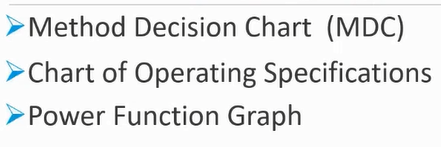 Method Decision Chart (MDC)
Chart of Operating Specifications
Power Function Graph